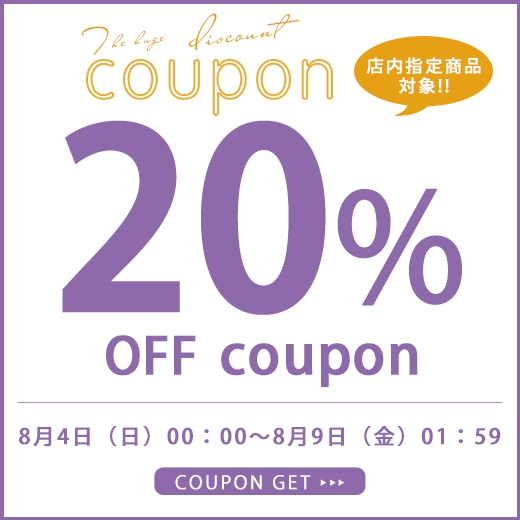 The huge discount
coupon
店内指定商品
対象!!
20%
OFF coupon
8月4日（日）00：00～8月9日（金）01：59
COUPON GET ▸▸▸